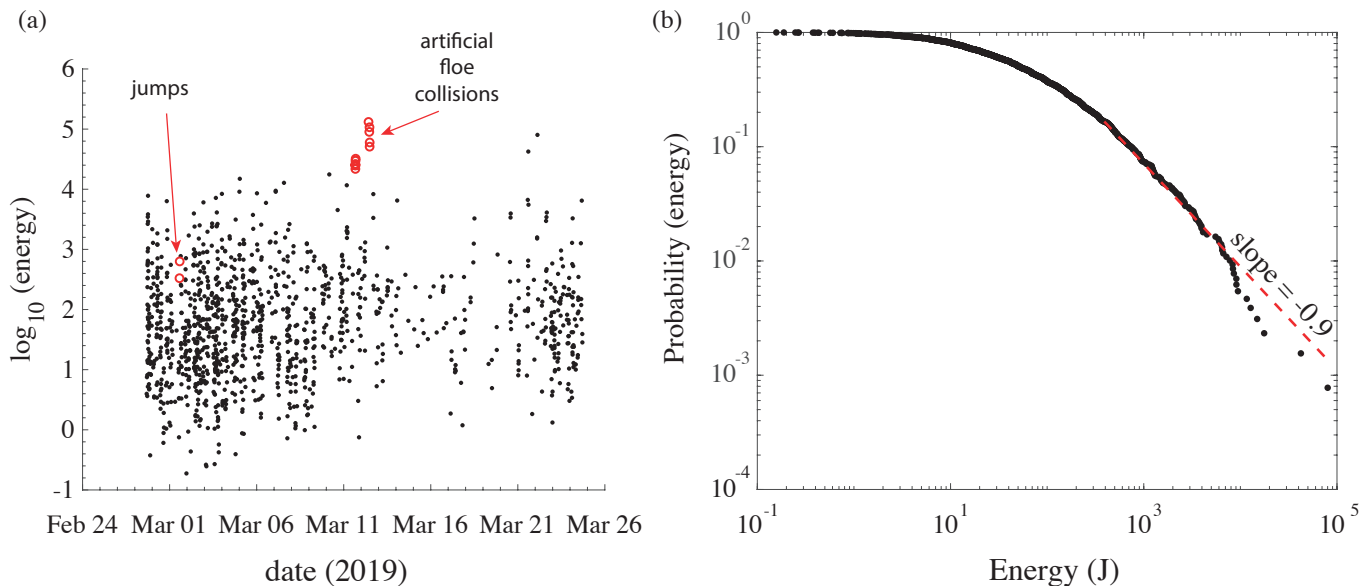 (a)
artificial
floe
collisions
jumps
6
5
4
3
2
1
0
-1
log10 (energy)
Feb 24 Mar 01 Mar 06 Mar 11 Mar 16 Mar 21 Mar 26
date (2019)
(b)
10^0
10^-1
10^-2
10^-3
10^-4
Probability (energy)
slope = -0.9
10^-1 10^1 10^3 10^5
Energy (J)